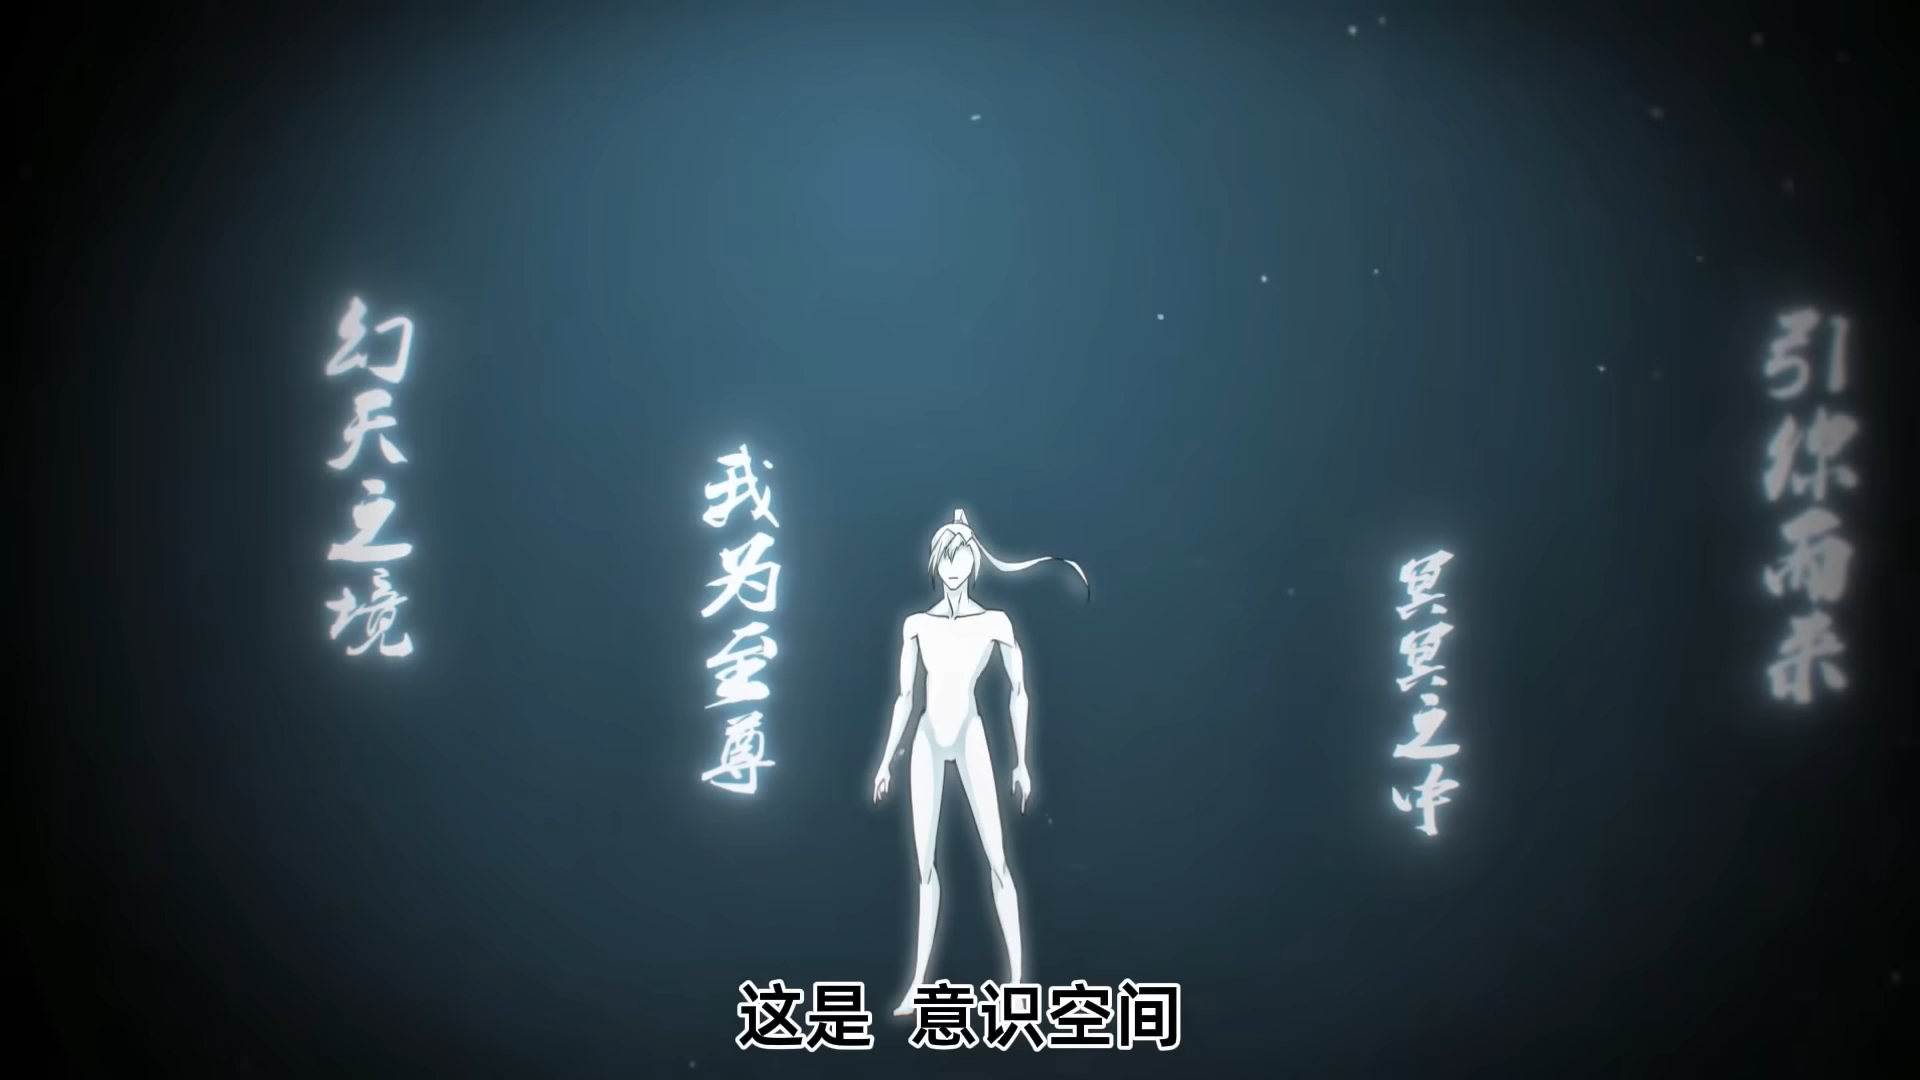 幻天之境
我为至尊
冥冥之中
引你而来
这是 意识空间